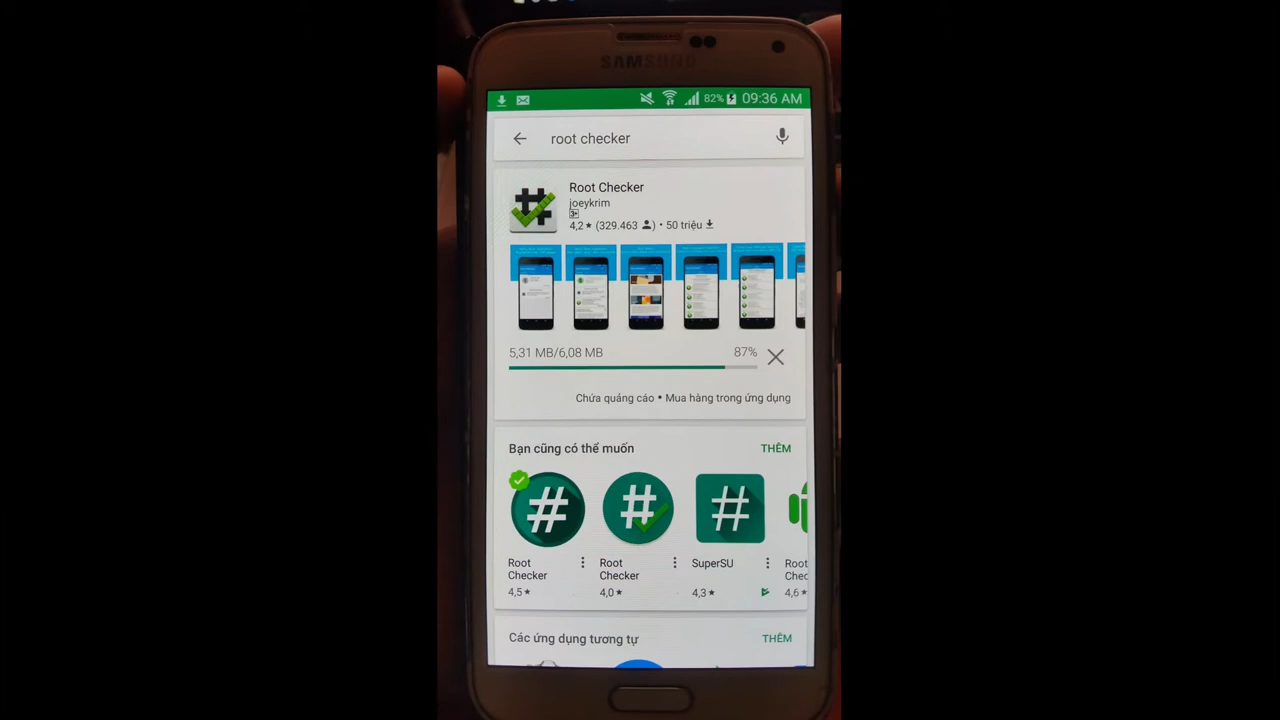 SAMSUNG
82% 09:36 AM
root checker
Root Checker
joeykrim
3+
4,2 ★ (329.463) • 50 triệu
5,31 MB/6,08 MB 87%
Chứa quảng cáo • Mua hàng trong ứng dụng
Bạn cũng có thể muốn THÊM
Root Checker
4,5 ★
Root Checker
4,0 ★
SuperSU
4,3 ★
Root
4,6 ★
Các ứng dụng tương tự THÊM